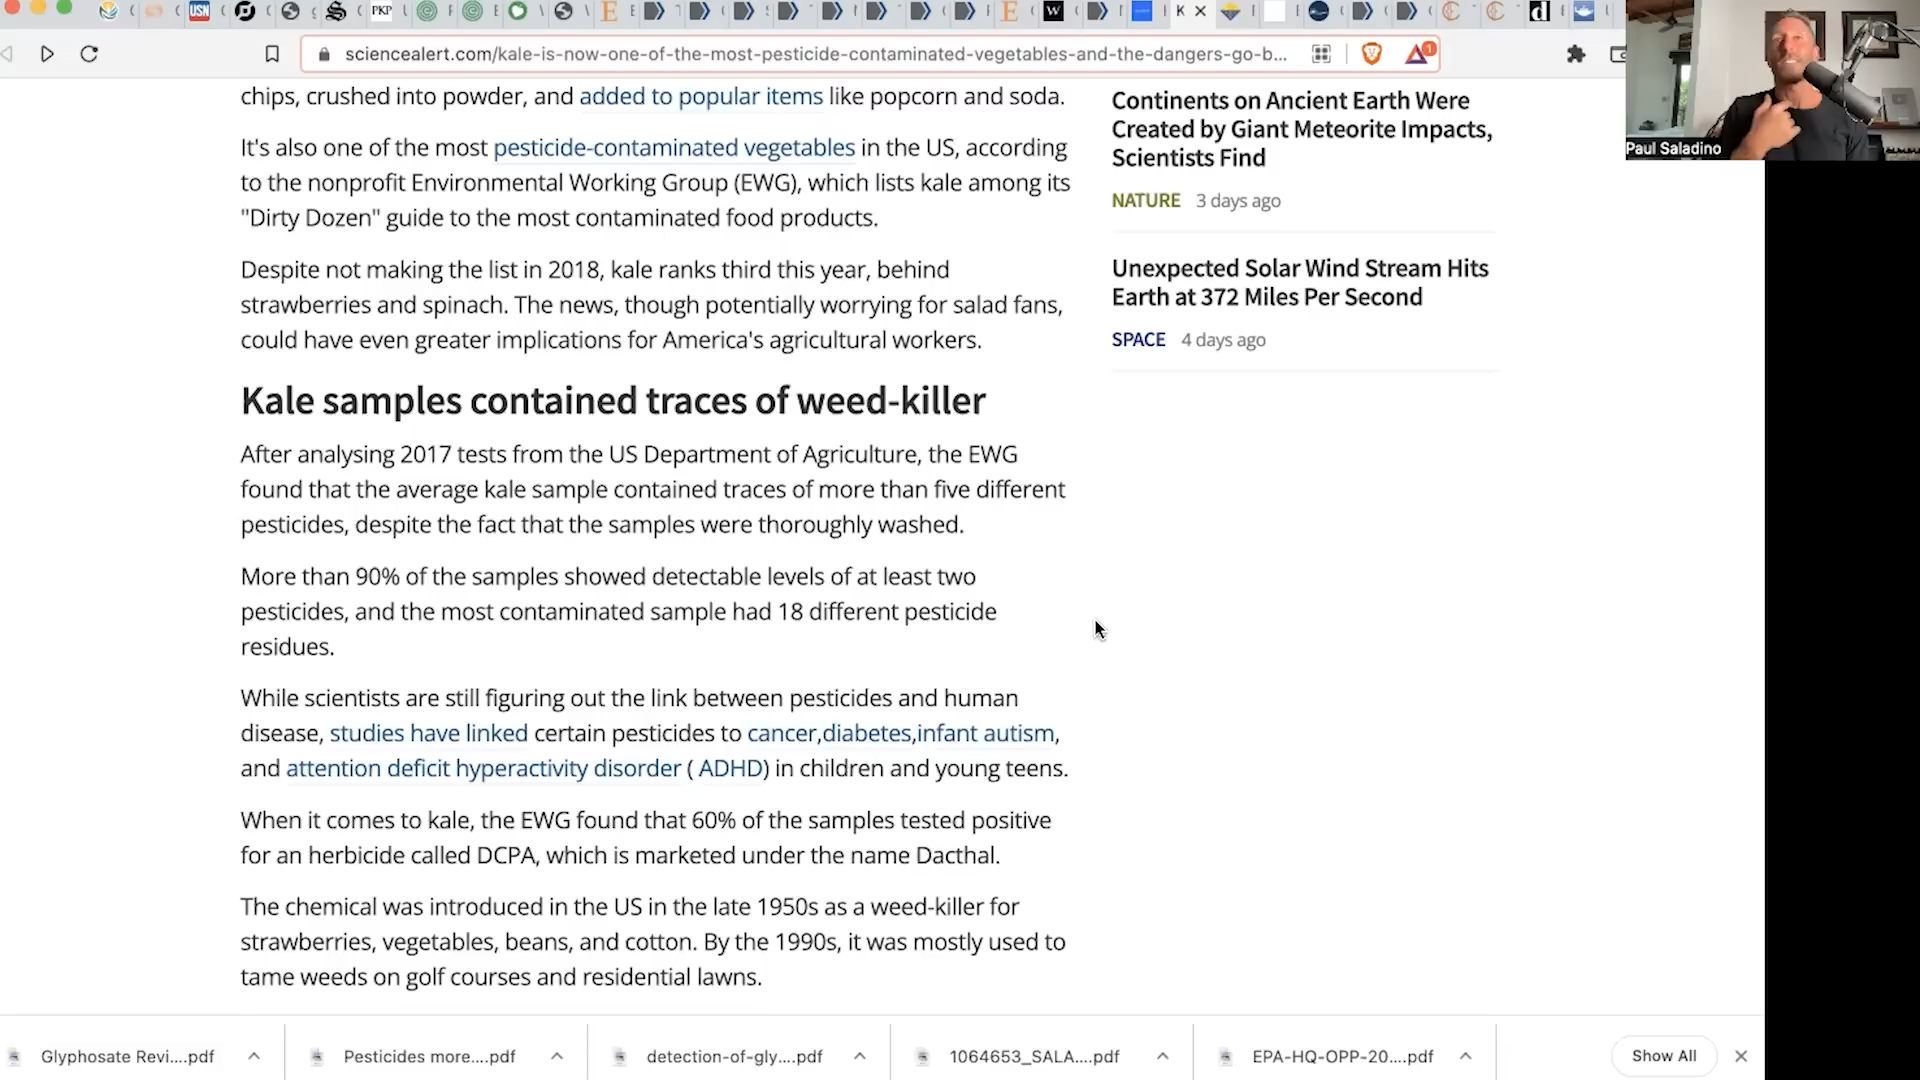 USN
PKP
E
E
W
K
d
sciencealert.com/kale-is-now-one-of-the-most-pesticide-contaminated-vegetables-and-the-dangers-go-b...
1
Paul Saladino
chips, crushed into powder, and added to popular items like popcorn and soda.
It's also one of the most pesticide-contaminated vegetables in the US, according
to the nonprofit Environmental Working Group (EWG), which lists kale among its
"Dirty Dozen" guide to the most contaminated food products.
Despite not making the list in 2018, kale ranks third this year, behind
strawberries and spinach. The news, though potentially worrying for salad fans,
could have even greater implications for America's agricultural workers.
Kale samples contained traces of weed-killer
After analysing 2017 tests from the US Department of Agriculture, the EWG
found that the average kale sample contained traces of more than five different
pesticides, despite the fact that the samples were thoroughly washed.
More than 90% of the samples showed detectable levels of at least two
pesticides, and the most contaminated sample had 18 different pesticide
residues.
While scientists are still figuring out the link between pesticides and human
disease, studies have linked certain pesticides to cancer,diabetes,infant autism,
and attention deficit hyperactivity disorder ( ADHD) in children and young teens.
When it comes to kale, the EWG found that 60% of the samples tested positive
for an herbicide called DCPA, which is marketed under the name Dacthal.
The chemical was introduced in the US in the late 1950s as a weed-killer for
strawberries, vegetables, beans, and cotton. By the 1990s, it was mostly used to
tame weeds on golf courses and residential lawns.
Continents on Ancient Earth Were
Created by Giant Meteorite Impacts,
Scientists Find
NATURE 3 days ago
Unexpected Solar Wind Stream Hits
Earth at 372 Miles Per Second
SPACE 4 days ago
Glyphosate Revi....pdf
Pesticides more....pdf
detection-of-gly....pdf
1064653_SALA....pdf
EPA-HQ-OPP-20....pdf
Show All